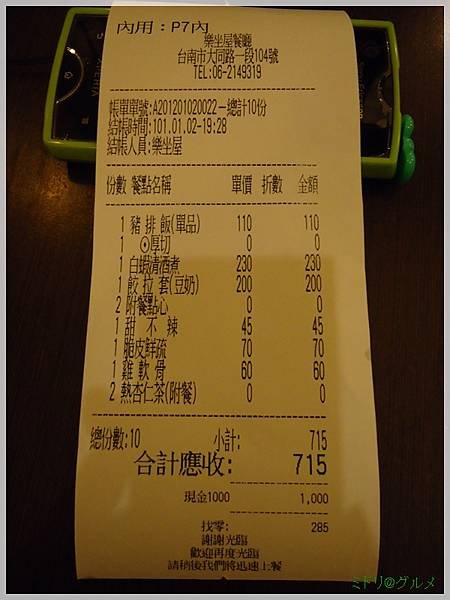 內用：P7內
樂坐屋餐廳
台南市大同路一段104號
TEL:06-2149319
帳單單號:A201201020022－總計10份
結帳時間:101.01.02-19:28
結帳人員:樂坐屋
份數 餐點名稱 單價 折數 金額
1 豬 排 飯(單品) 110 110
1 ⊙厚切 0 0
1 白蝦清酒煮 230 230
1 餃 拉 套(豆奶) 200 200
2 附餐點心 0 0
1 甜 不 辣 45 45
1 脆皮鮮疏 70 70
1 雞 軟 骨 60 60
2 熱杏仁茶(附餐) 0 0
總份數:10 小計: 715
合計應收: 715
現金1000 1,000
找零: 285
謝謝光臨
歡迎再度光臨
請稍後我們將迅速上餐
ミドリ@グルメ